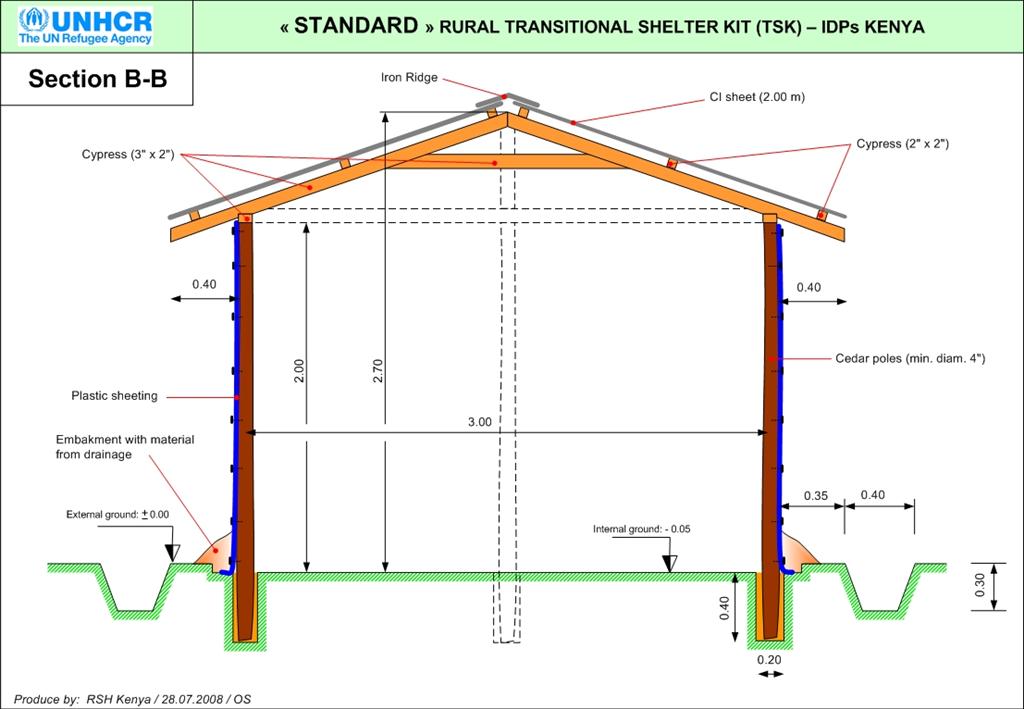 UNHCR
The UN Refugee Agency
« STANDARD » RURAL TRANSITIONAL SHELTER KIT (TSK) – IDPs KENYA
Section B-B
Iron Ridge
CI sheet (2.00 m)
Cypress (3" x 2")
Cypress (2" x 2")
0.40
0.40
2.00
2.70
Cedar poles (min. diam. 4")
Plastic sheeting
3.00
Embakment with material
from drainage
0.35
0.40
External ground: ± 0.00
Internal ground: - 0.05
0.40
0.30
0.20
Produce by: RSH Kenya / 28.07.2008 / OS